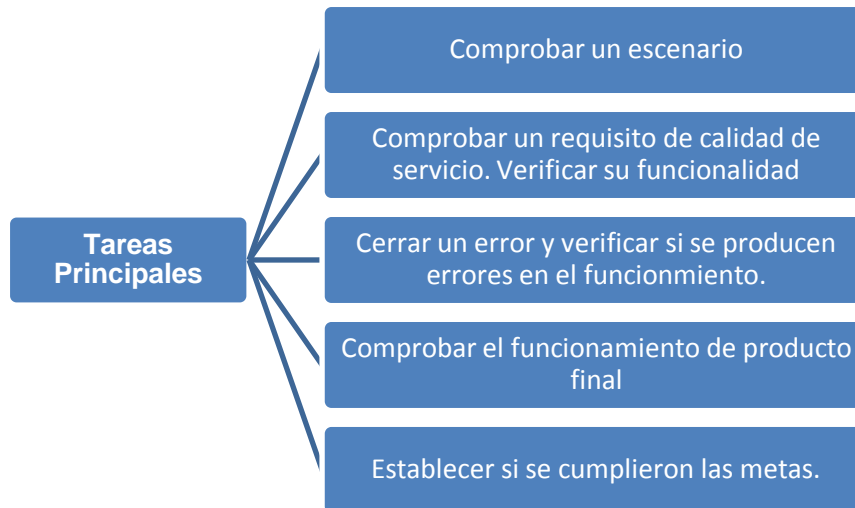 Tareas
Principales
Comprobar un escenario
Comprobar un requisito de calidad de
servicio. Verificar su funcionalidad
Cerrar un error y verificar si se producen
errores en el funcionmiento.
Comprobar el funcionamiento de producto
final
Establecer si se cumplieron las metas.